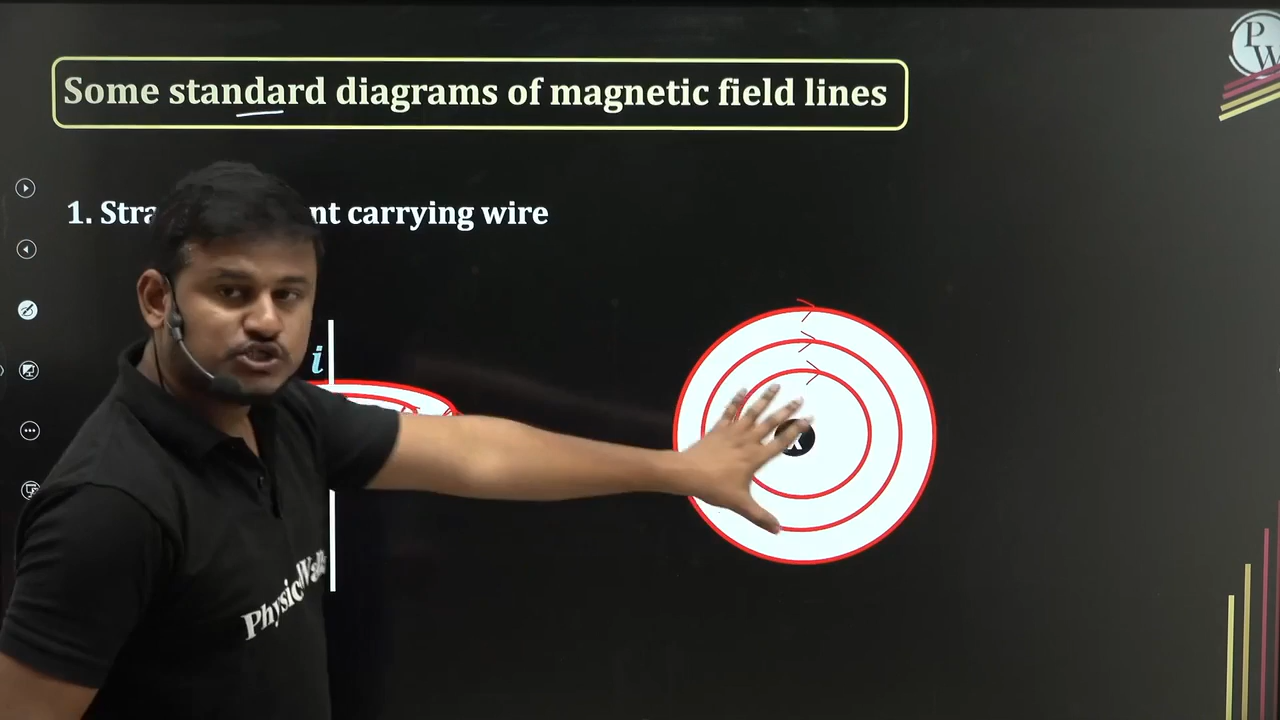 P
W
Some standard diagrams of magnetic field lines
1. Stra nt carrying wire
i
x